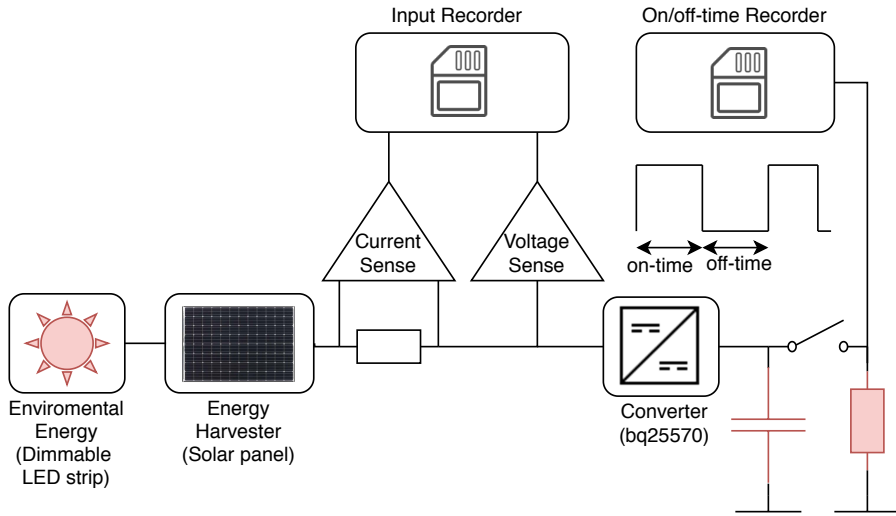 Input Recorder
On/off-time Recorder
Current
Sense
Voltage
Sense
on-time
off-time
Enviromental
Energy
(Dimmable
LED strip)
Energy
Harvester
(Solar panel)
Converter
(bq25570)